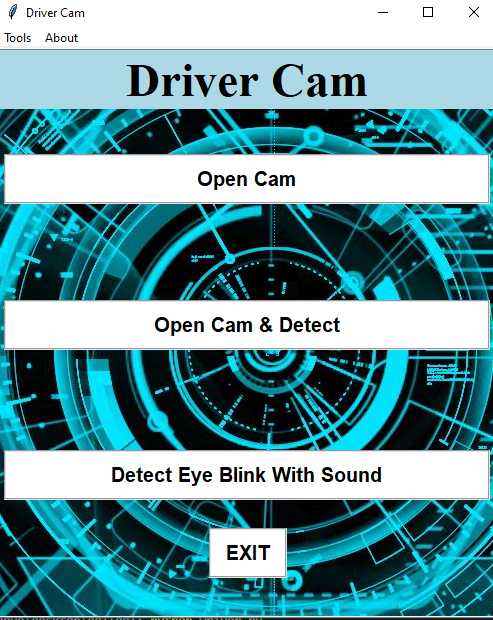 Driver Cam
Tools About
Driver Cam
Open Cam
Open Cam & Detect
Detect Eye Blink With Sound
EXIT